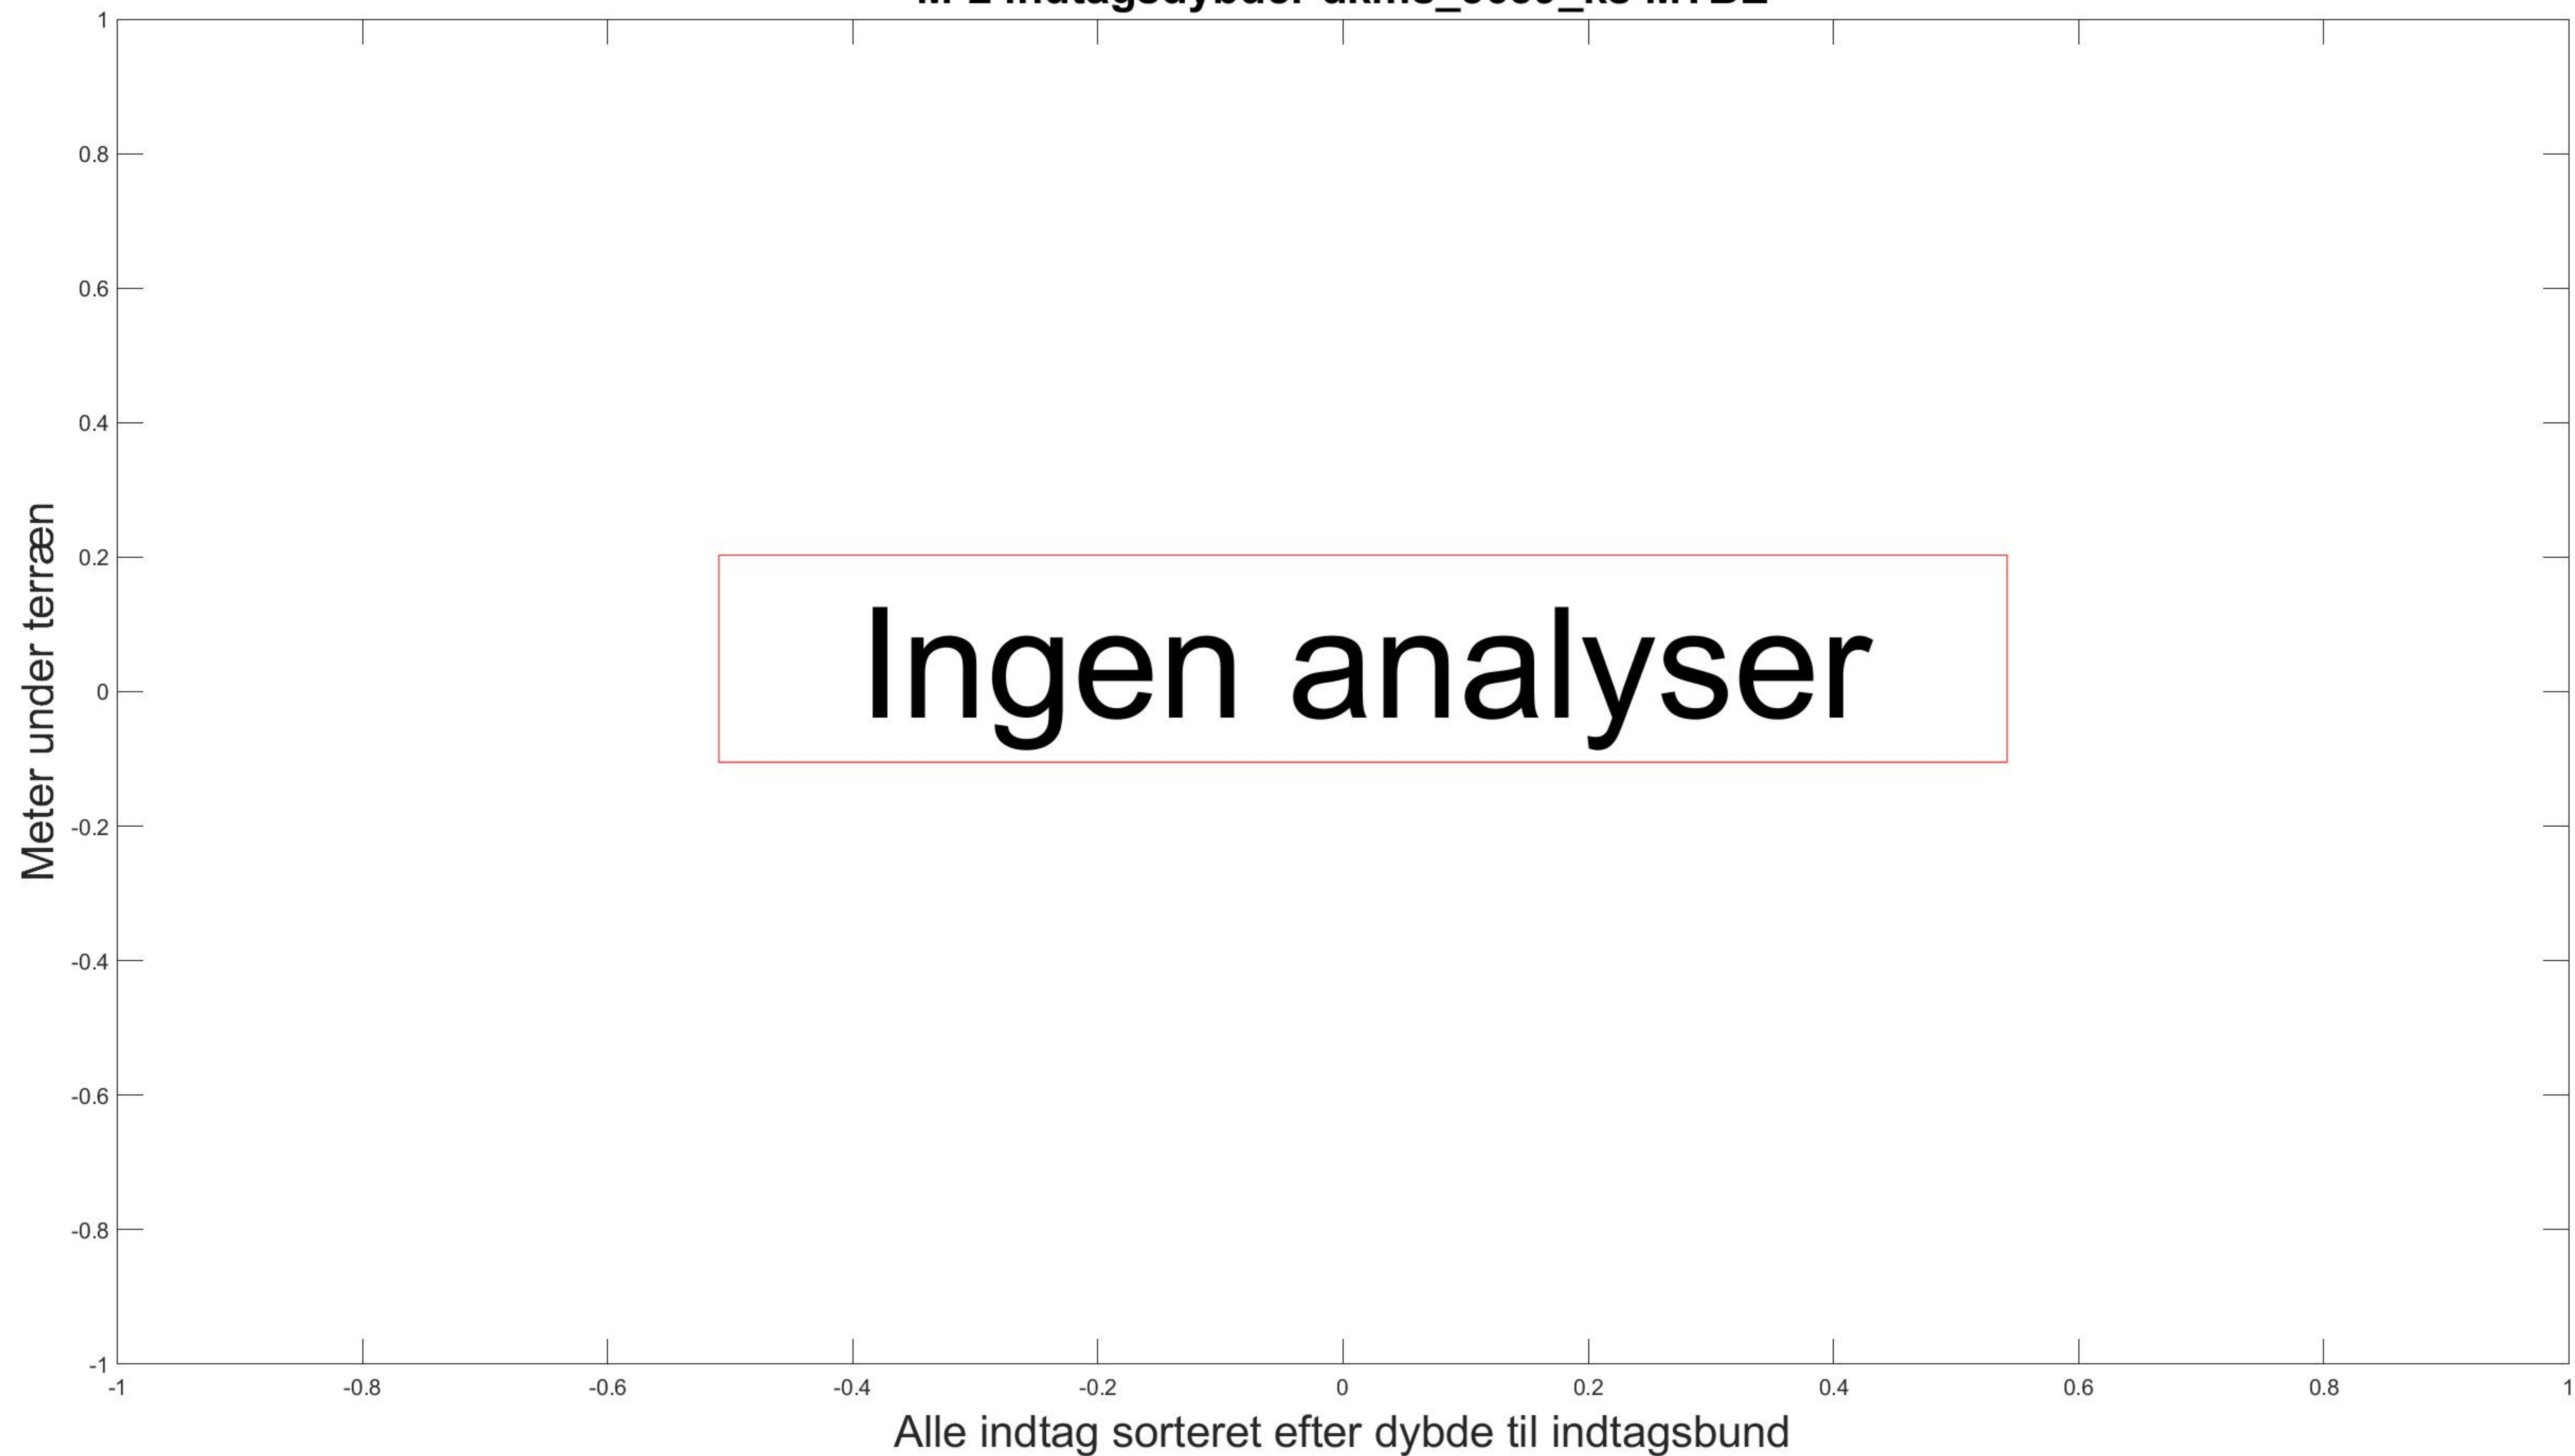 1
0.8
0.6
0.4
0.2
0
-0.2
-0.4
-0.6
-0.8
-1
Meter under terræn
Ingen analyser
-1 -0.8 -0.6 -0.4 -0.2 0 0.2 0.4 0.6 0.8 1
Alle indtag sorteret efter dybde til indtagsbund